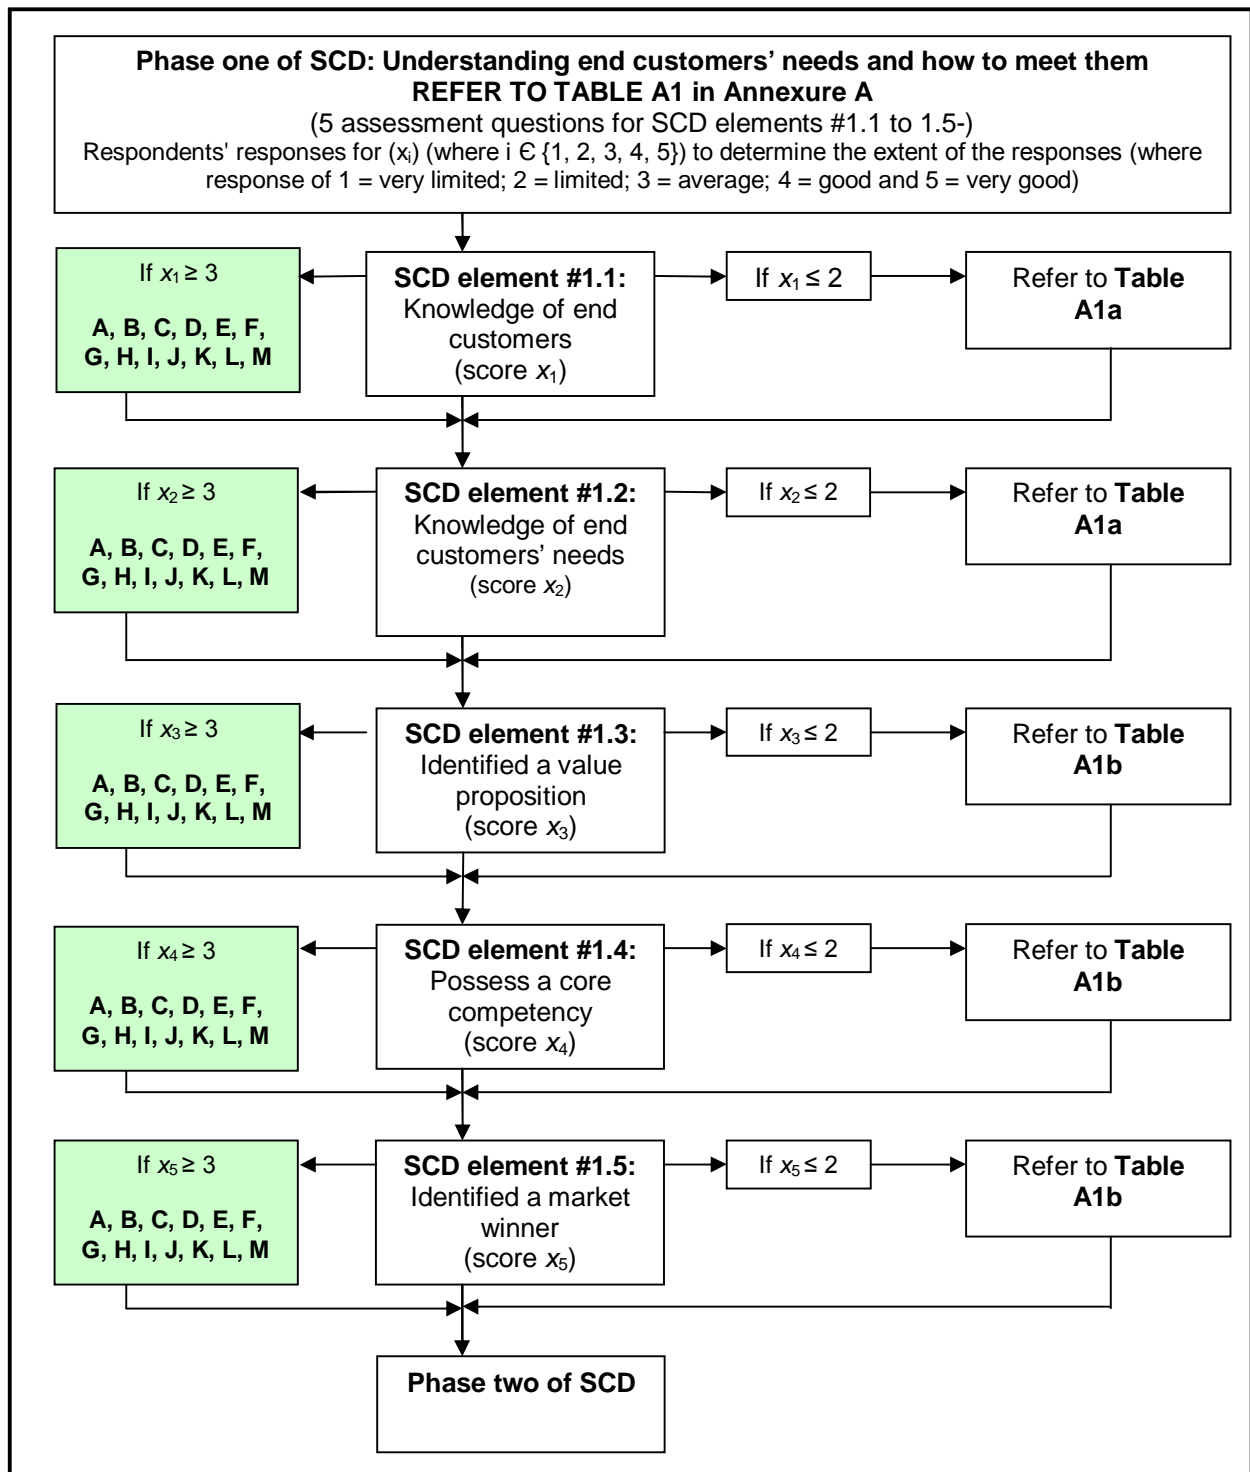 Phase one of SCD: Understanding end customers' needs and how to meet them
REFER TO TABLE A1 in Annexure A
(5 assessment questions for SCD elements #1.1 to 1.5-)
Respondents' responses for (xᵢ) (where i Є {1, 2, 3, 4, 5}) to determine the extent of the responses (where
response of 1 = very limited; 2 = limited; 3 = average; 4 = good and 5 = very good)
If x₁ ≥ 3
A, B, C, D, E, F,
G, H, I, J, K, L, M
SCD element #1.1:
Knowledge of end
customers
(score x₁)
If x₁ ≤ 2
Refer to Table
A1a
If x₂ ≥ 3
A, B, C, D, E, F,
G, H, I, J, K, L, M
SCD element #1.2:
Knowledge of end
customers' needs
(score x₂)
If x₂ ≤ 2
Refer to Table
A1a
If x₃ ≥ 3
A, B, C, D, E, F,
G, H, I, J, K, L, M
SCD element #1.3:
Identified a value
proposition
(score x₃)
If x₃ ≤ 2
Refer to Table
A1b
If x₄ ≥ 3
A, B, C, D, E, F,
G, H, I, J, K, L, M
SCD element #1.4:
Possess a core
competency
(score x₄)
If x₄ ≤ 2
Refer to Table
A1b
If x₅ ≥ 3
A, B, C, D, E, F,
G, H, I, J, K, L, M
SCD element #1.5:
Identified a market
winner
(score x₅)
If x₅ ≤ 2
Refer to Table
A1b
Phase two of SCD